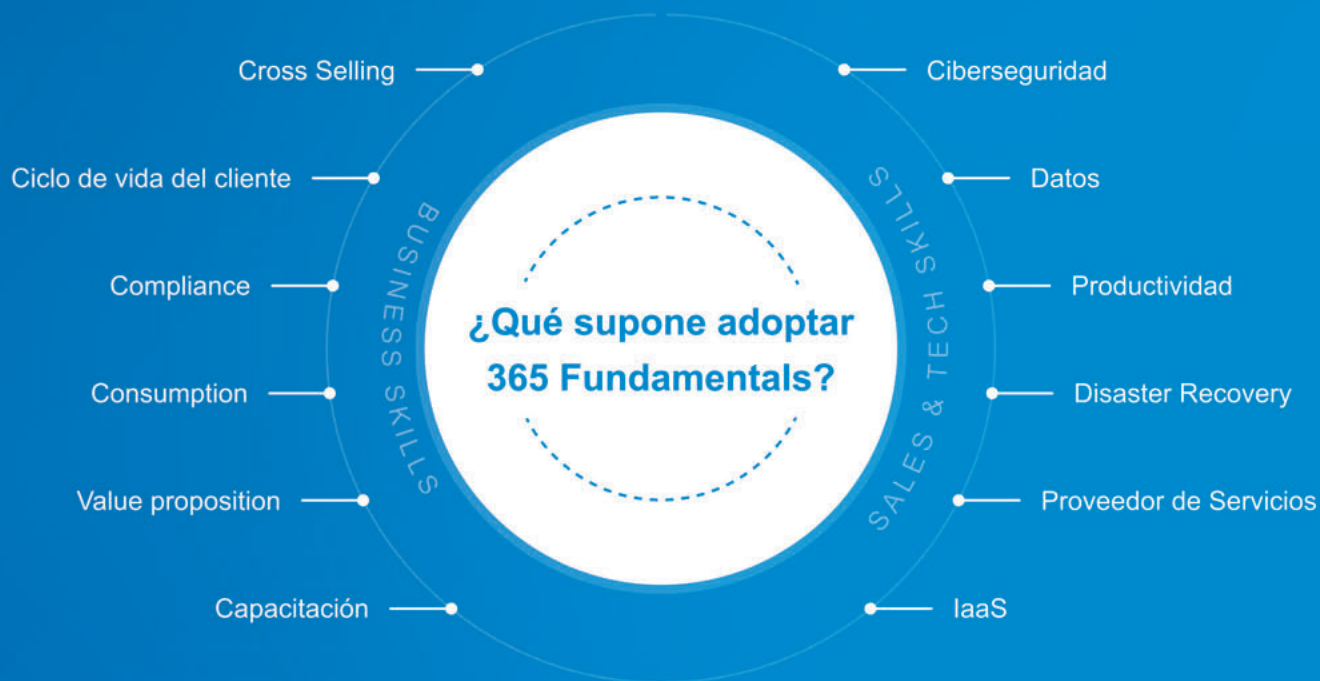 Cross Selling
Ciclo de vida del cliente
Compliance
Consumption
Value proposition
Capacitación
BUSINESS SKILLS
¿Qué supone adoptar
365 Fundamentals?
SALES & TECH SKILLS
Ciberseguridad
Datos
Productividad
Disaster Recovery
Proveedor de Servicios
IaaS